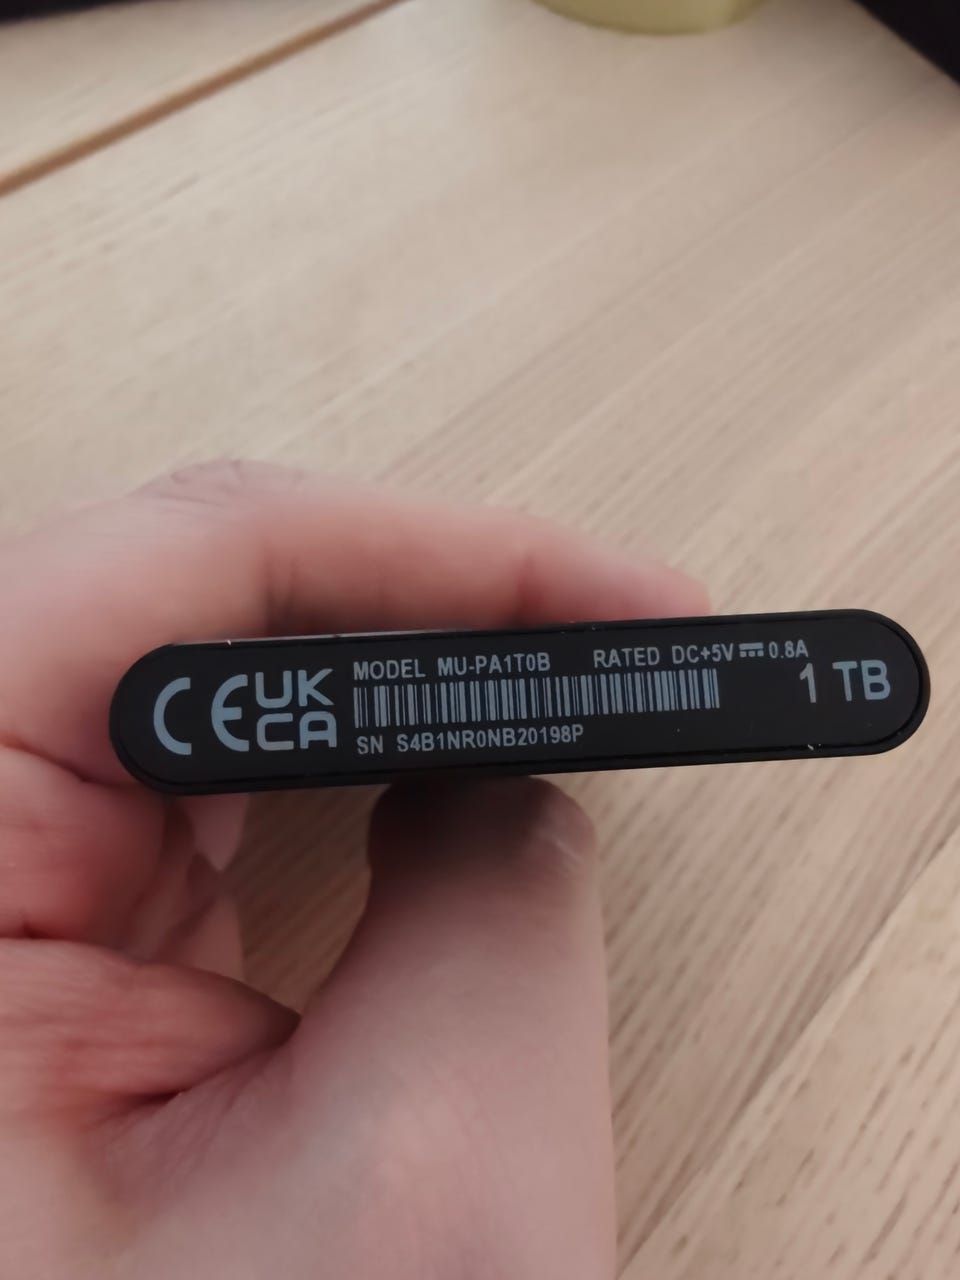 CE UK
CA
MODEL MU-PA1T0B RATED DC+5V ⎓ 0.8A
1 TB
SN S4B1NR0NB20198P